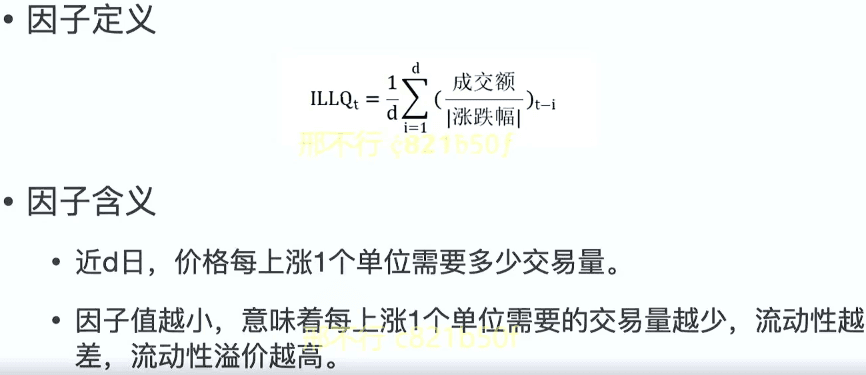 • 因子定义
ILLQ_t = \frac{1}{d}\sum_{i=1}^{d}(\frac{成交额}{|涨跌幅|})_{t-i}
邢不行 c821b50f
• 因子含义
• 近d日，价格每上涨1个单位需要多少交易量。
• 因子值越小，意味着每上涨1个单位需要的交易量越少，流动性越
差，流动性溢价越高。
邢不行 c821b50f